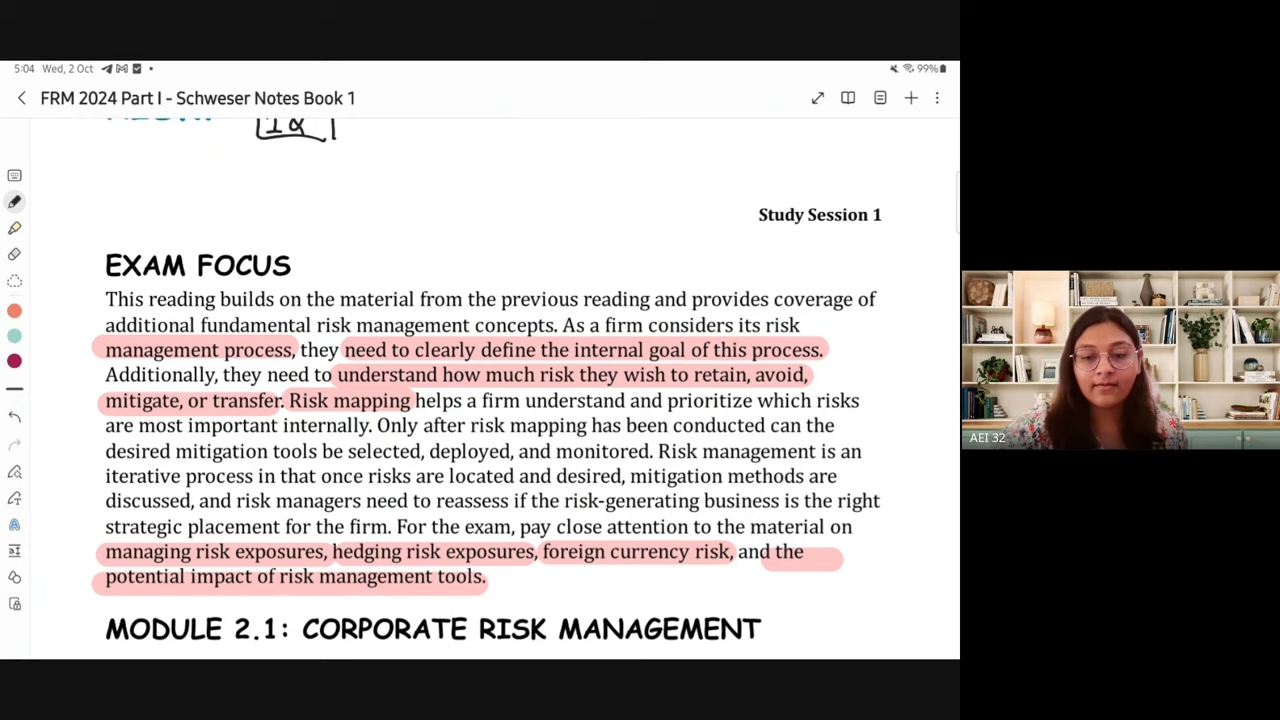 5:04 Wed, 2 Oct
99%
FRM 2024 Part I - Schweser Notes Book 1
Study Session 1
EXAM FOCUS
This reading builds on the material from the previous reading and provides coverage of
additional fundamental risk management concepts. As a firm considers its risk
management process, they need to clearly define the internal goal of this process.
Additionally, they need to understand how much risk they wish to retain, avoid,
mitigate, or transfer. Risk mapping helps a firm understand and prioritize which risks
are most important internally. Only after risk mapping has been conducted can the
desired mitigation tools be selected, deployed, and monitored. Risk management is an
iterative process in that once risks are located and desired, mitigation methods are
discussed, and risk managers need to reassess if the risk-generating business is the right
strategic placement for the firm. For the exam, pay close attention to the material on
managing risk exposures, hedging risk exposures, foreign currency risk, and the
potential impact of risk management tools.
MODULE 2.1: CORPORATE RISK MANAGEMENT
AEI 32